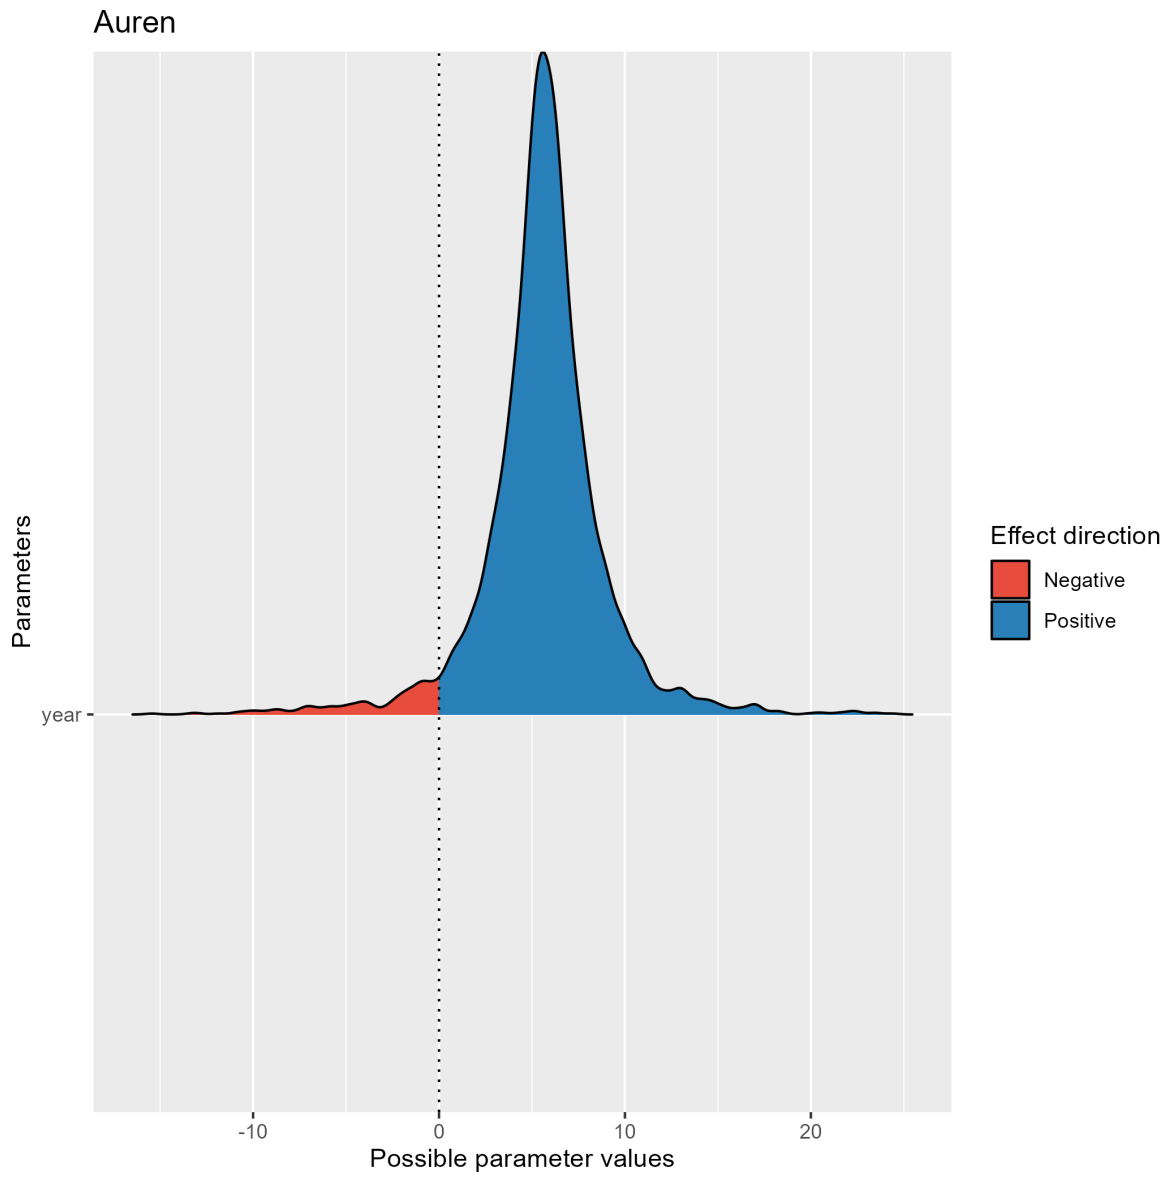 Auren
Parameters
year
-10
0
10
20
Possible parameter values
Effect direction
Negative
Positive